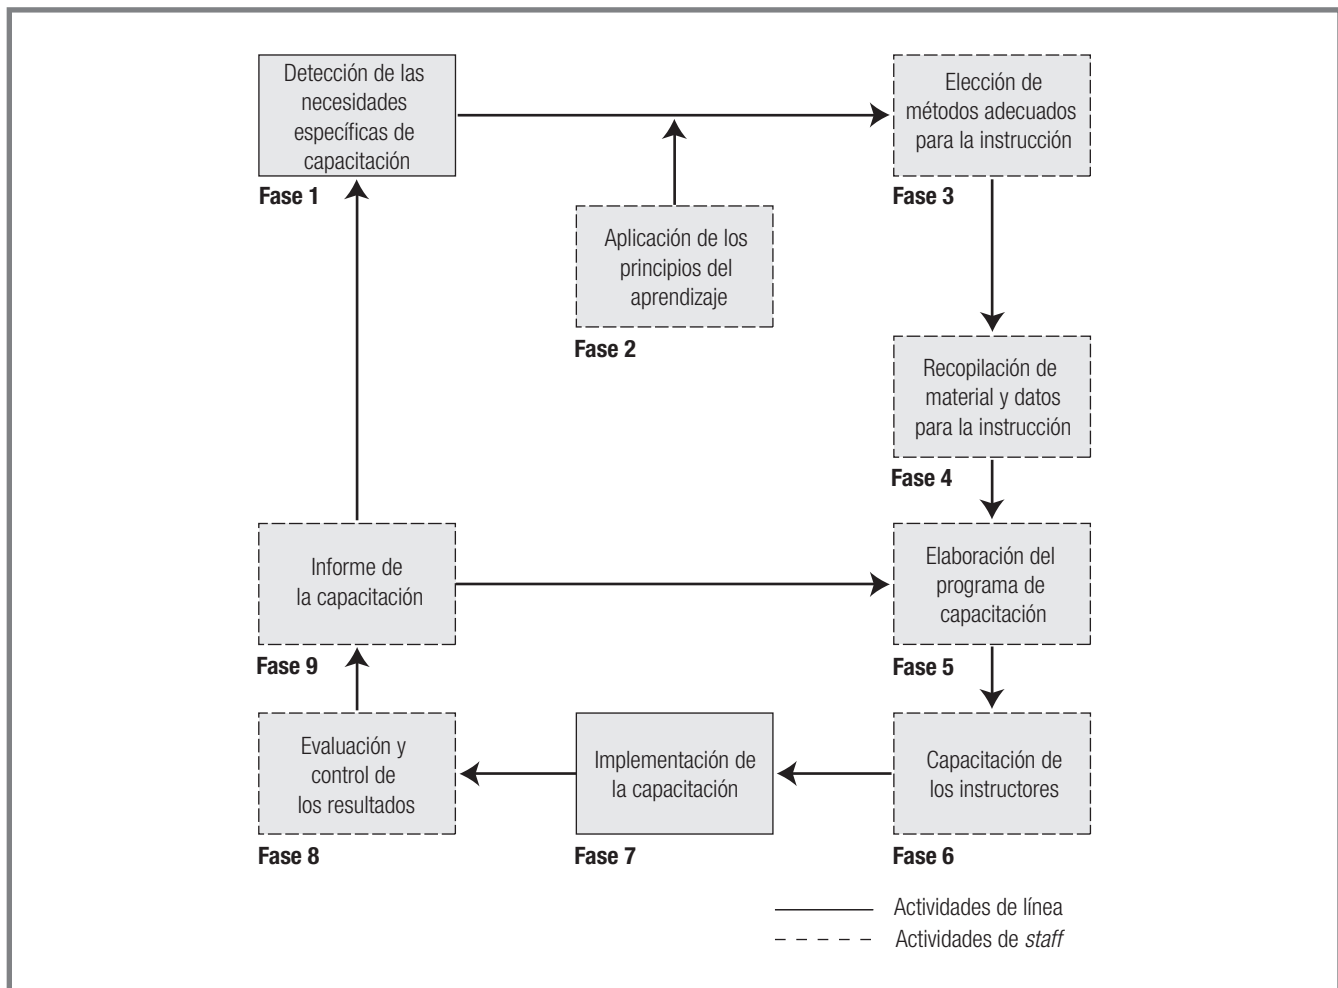 Detección de las
necesidades
específicas de
capacitación
Fase 1
Elección de
métodos adecuados
para la instrucción
Fase 3
Aplicación de los
principios del
aprendizaje
Fase 2
Recopilación de
material y datos
para la instrucción
Fase 4
Informe de
la capacitación
Fase 9
Elaboración del
programa de
capacitación
Fase 5
Evaluación y
control de
los resultados
Fase 8
Implementación de
la capacitación
Fase 7
Capacitación de
los instructores
Fase 6
Actividades de línea
Actividades de staff